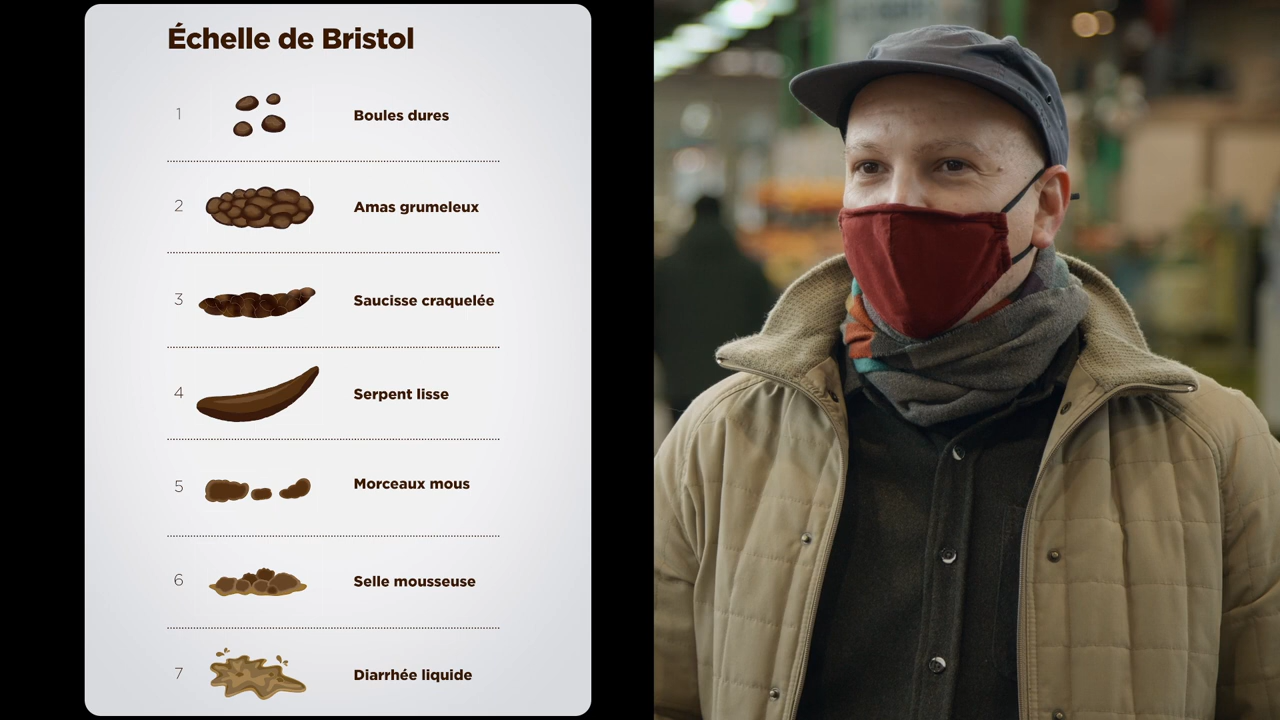 Échelle de Bristol
1 Boules dures
2 Amas grumeleux
3 Saucisse craquelée
4 Serpent lisse
5 Morceaux mous
6 Selle mousseuse
7 Diarrhée liquide